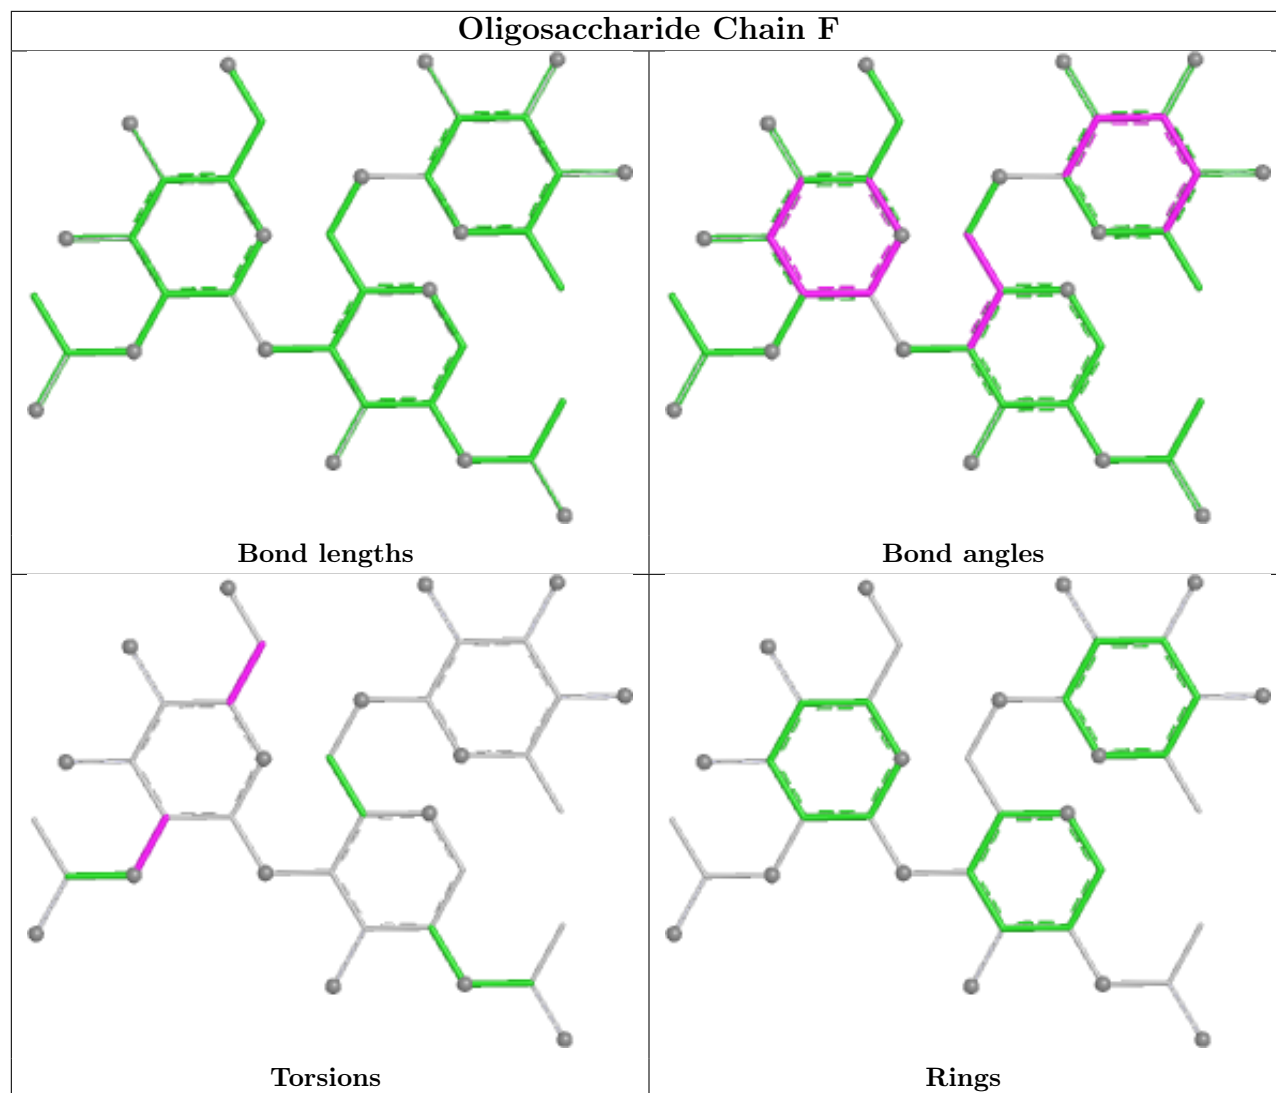 Oligosaccharide Chain F
Bond lengths
Bond angles
Torsions
Rings